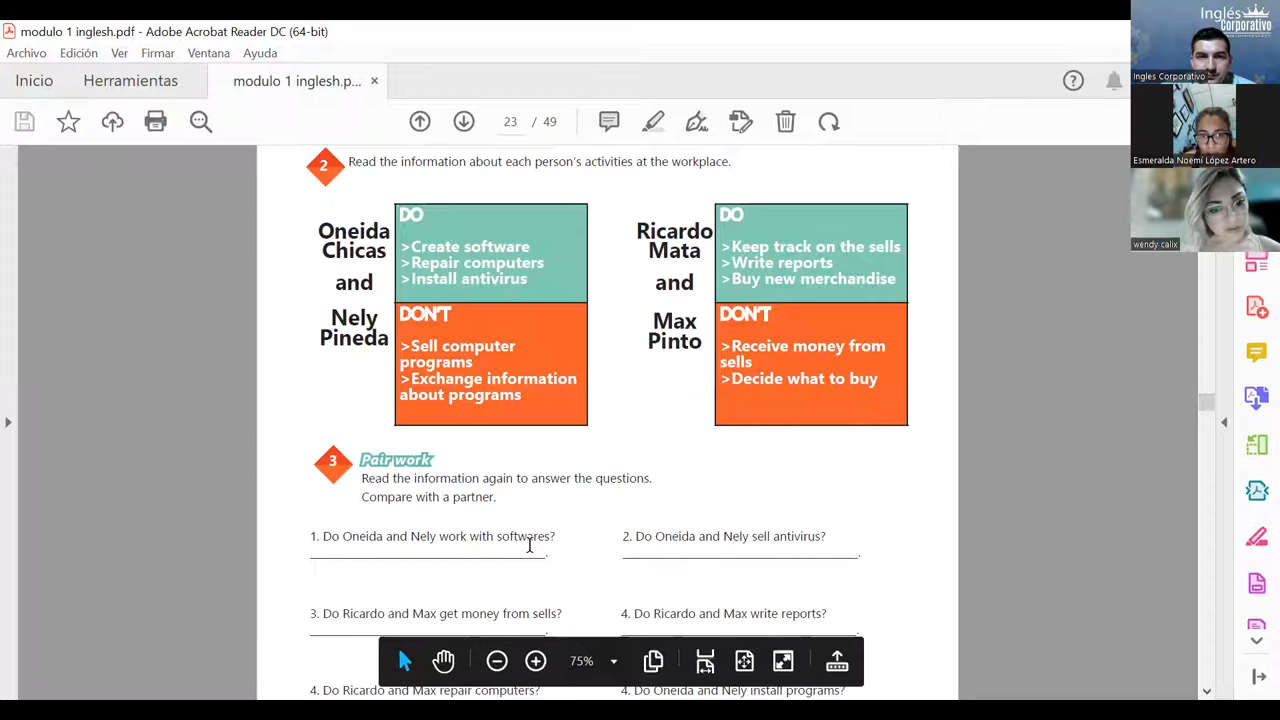 modulo 1 inglesh.pdf - Adobe Acrobat Reader DC (64-bit)
Archivo Edición Ver Firmar Ventana Ayuda
Inicio Herramientas modulo 1 inglesh.p... ×
23 / 49
2 Read the information about each person's activities at the workplace.
Oneida
Chicas
and
Nely
Pineda
DO
>Create software
>Repair computers
>Install antivirus
DON'T
>Sell computer
programs
>Exchange information
about programs
Ricardo
Mata
and
Max
Pinto
DO
>Keep track on the sells
>Write reports
>Buy new merchandise
DON'T
>Receive money from
sells
>Decide what to buy
3 Pair work
Read the information again to answer the questions.
Compare with a partner.
1. Do Oneida and Nely work with softwares?
2. Do Oneida and Nely sell antivirus?
3. Do Ricardo and Max get money from sells?
4. Do Ricardo and Max write reports?
4. Do Ricardo and Max repair computers?
4. Do Oneida and Nely install programs?
75%
Inglés
Corporativo
Ingles Corporativo
Esmeralda Noemí López Artero
wendy calix